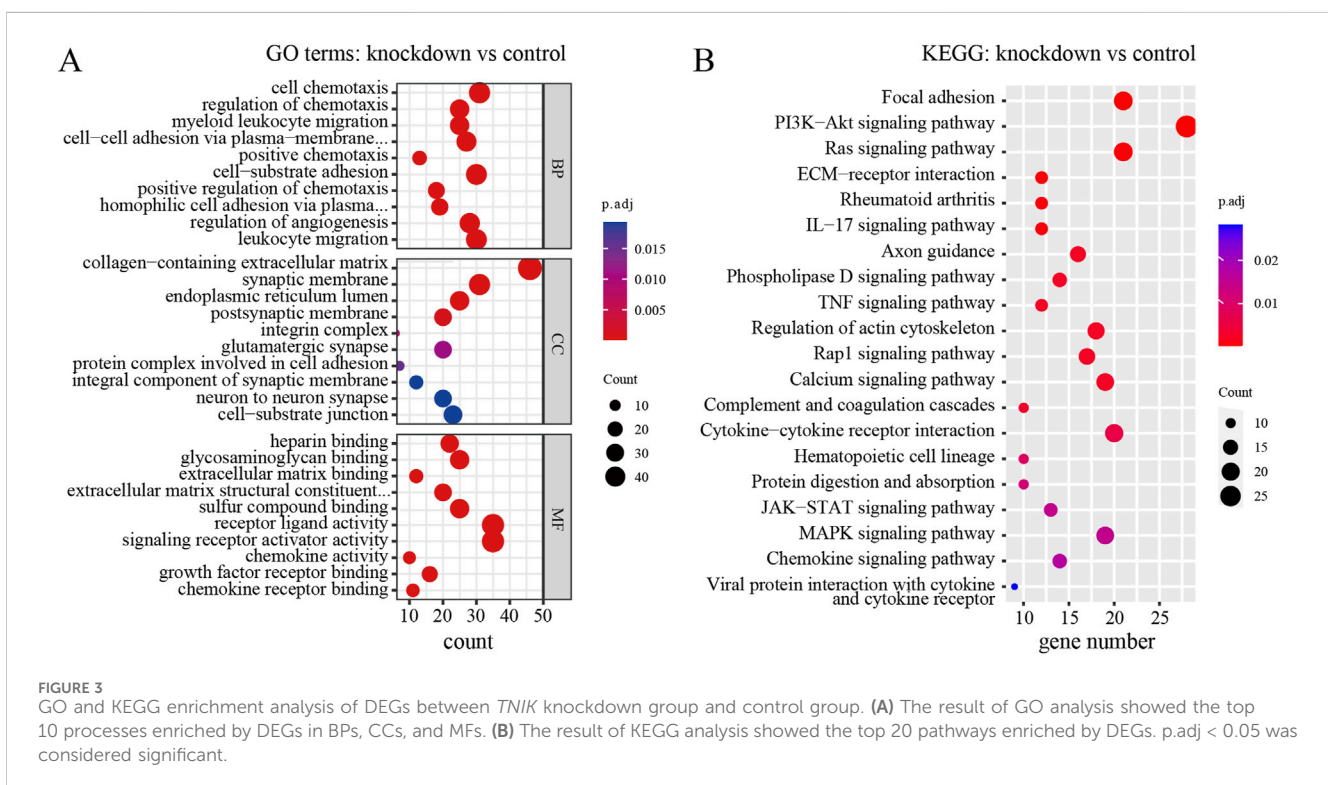 A
GO terms: knockdown vs control
cell chemotaxis
regulation of chemotaxis
myeloid leukocyte migration
cell−cell adhesion via plasma−membrane...
positive chemotaxis
cell−substrate adhesion
positive regulation of chemotaxis
homophilic cell adhesion via plasma...
regulation of angiogenesis
leukocyte migration
BP
collagen−containing extracellular matrix
synaptic membrane
endoplasmic reticulum lumen
postsynaptic membrane
integrin complex
glutamatergic synapse
protein complex involved in cell adhesion
integral component of synaptic membrane
neuron to neuron synapse
cell−substrate junction
CC
heparin binding
glycosaminoglycan binding
extracellular matrix binding
extracellular matrix structural constituent...
sulfur compound binding
receptor ligand activity
signaling receptor activator activity
chemokine activity
growth factor receptor binding
chemokine receptor binding
MF
10 20 30 40 50
count
p.adj
0.015
0.010
0.005
Count
10
20
30
40
B
KEGG: knockdown vs control
Focal adhesion
PI3K−Akt signaling pathway
Ras signaling pathway
ECM−receptor interaction
Rheumatoid arthritis
IL−17 signaling pathway
Axon guidance
Phospholipase D signaling pathway
TNF signaling pathway
Regulation of actin cytoskeleton
Rap1 signaling pathway
Calcium signaling pathway
Complement and coagulation cascades
Cytokine−cytokine receptor interaction
Hematopoietic cell lineage
Protein digestion and absorption
JAK−STAT signaling pathway
MAPK signaling pathway
Chemokine signaling pathway
Viral protein interaction with cytokine
and cytokine receptor
10 15 20 25
gene number
p.adj
0.02
0.01
Count
10
15
20
25
FIGURE 3
GO and KEGG enrichment analysis of DEGs between TNIK knockdown group and control group. (A) The result of GO analysis showed the top
10 processes enriched by DEGs in BPs, CCs, and MFs. (B) The result of KEGG analysis showed the top 20 pathways enriched by DEGs. p.adj < 0.05 was
considered significant.